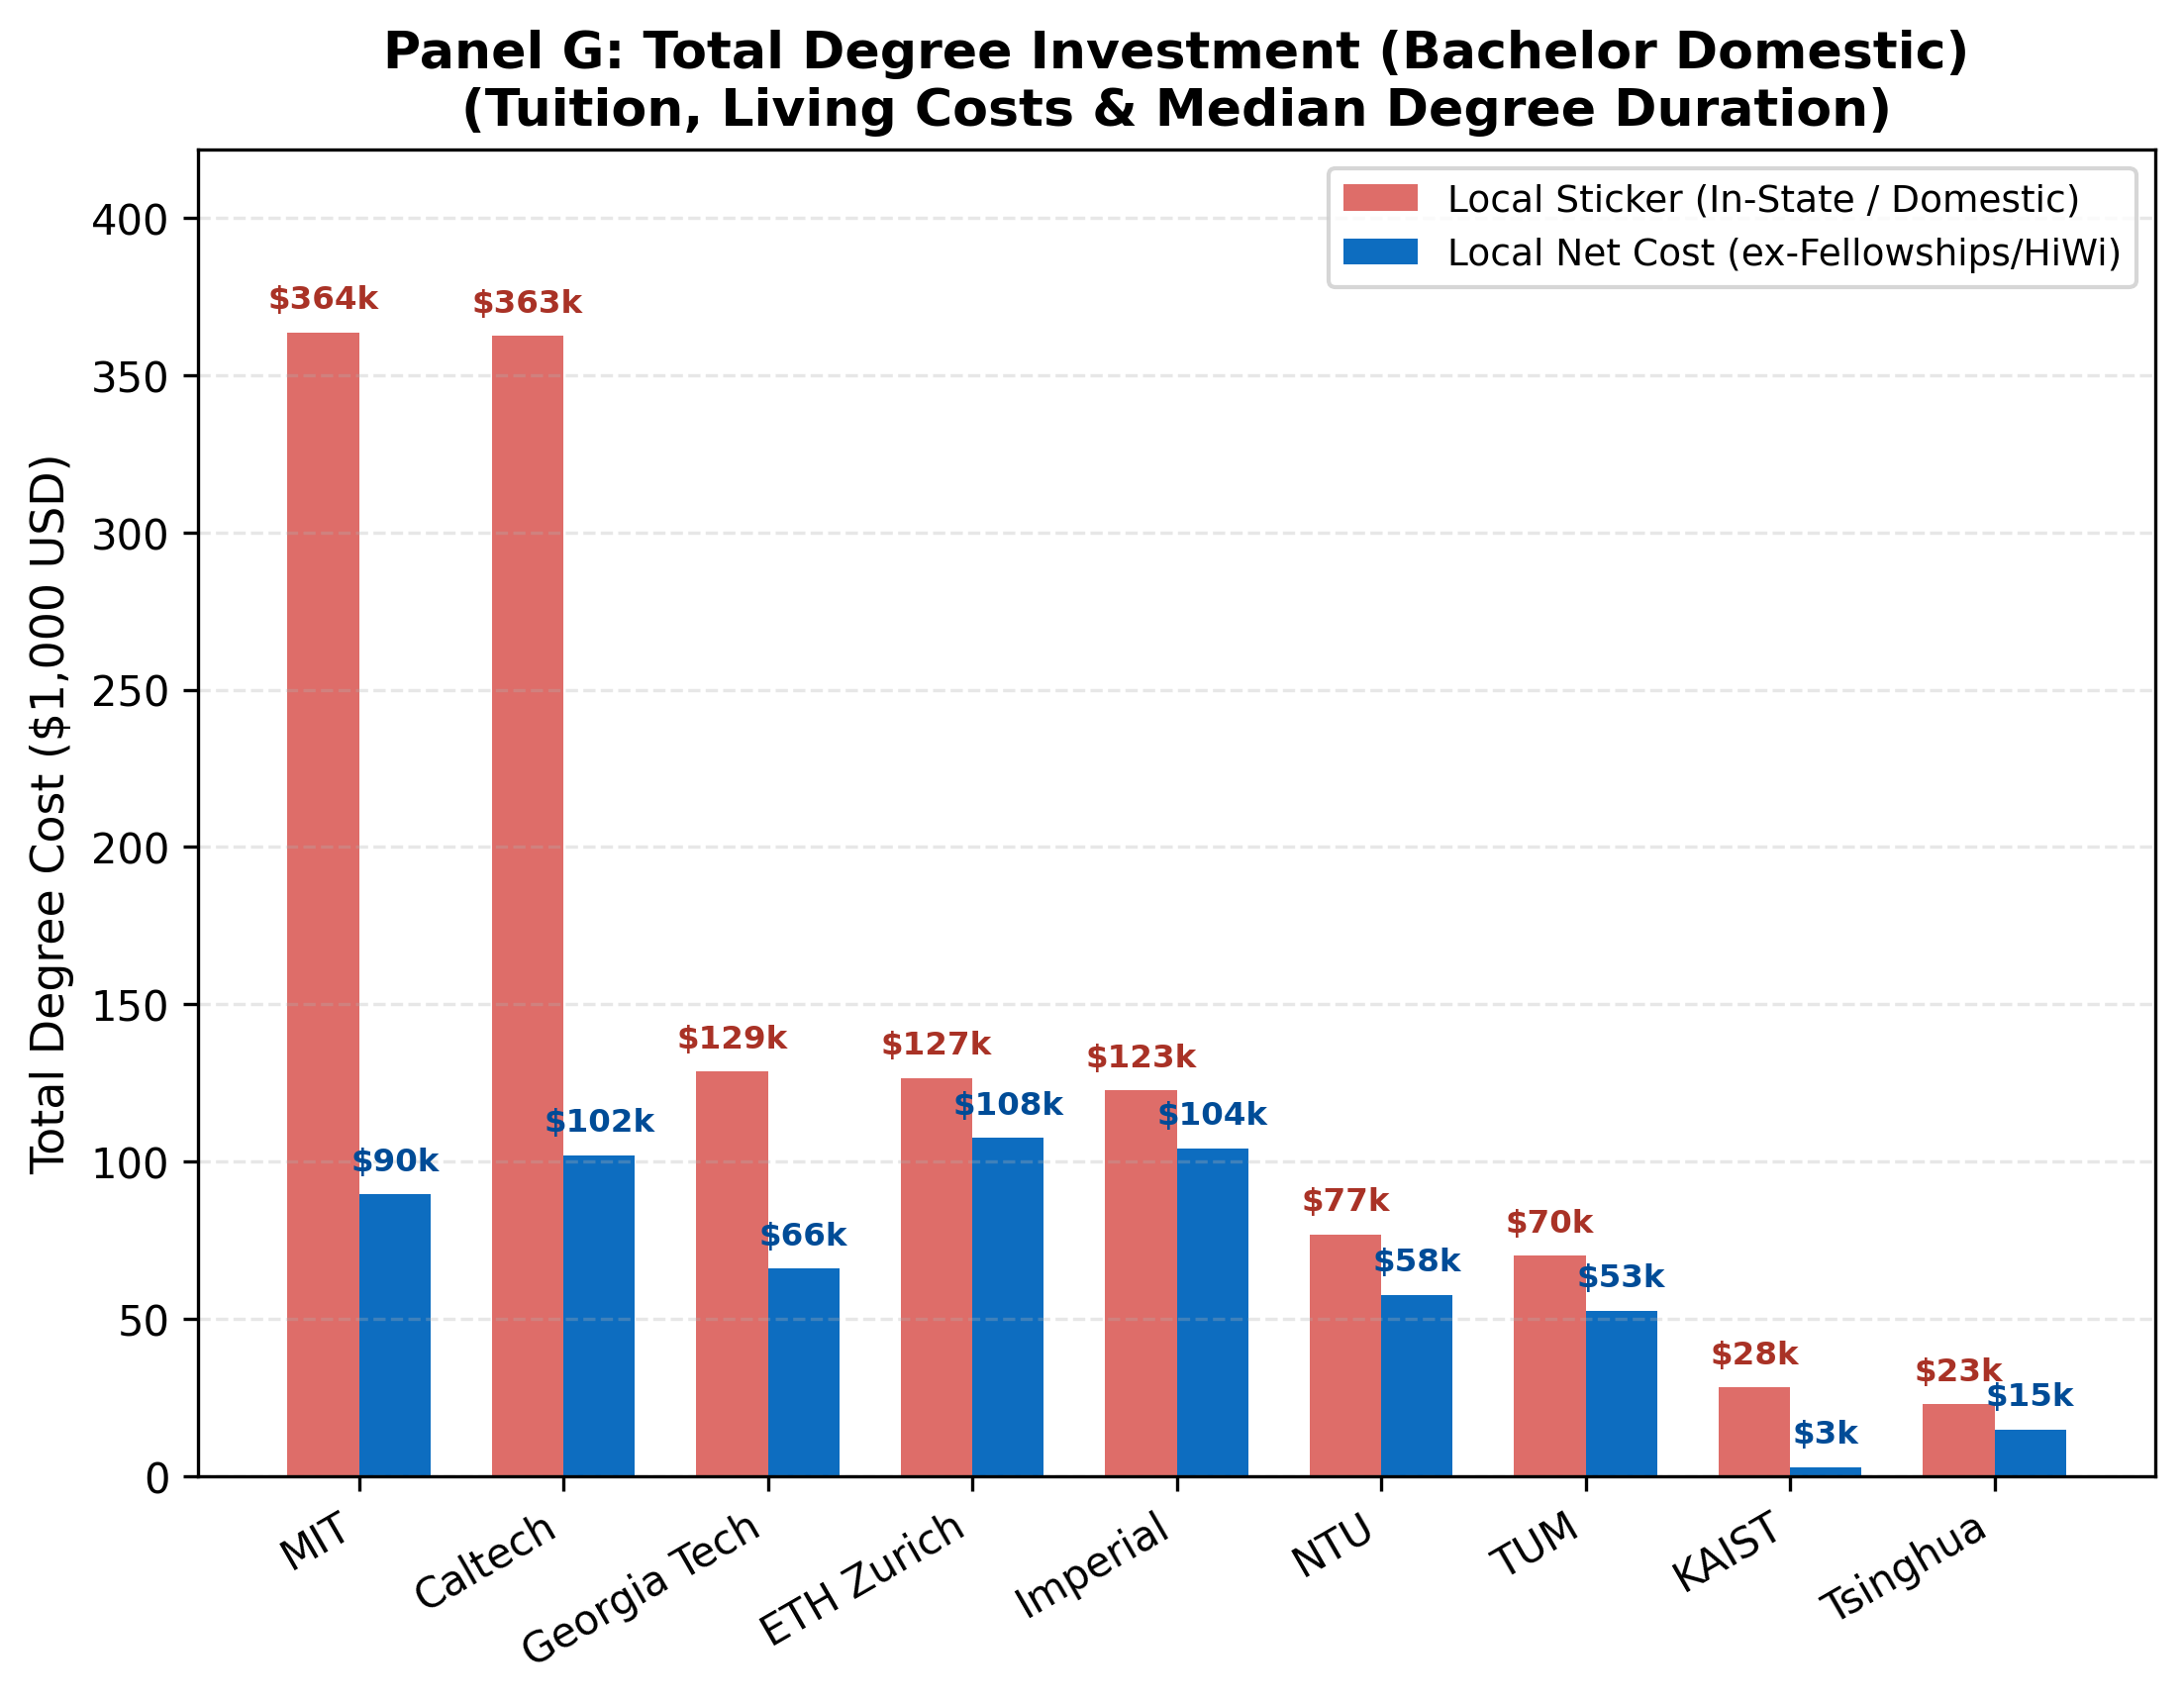 Panel G: Total Degree Investment (Bachelor Domestic)
(Tuition, Living Costs & Median Degree Duration)
Local Sticker (In-State / Domestic)
Local Net Cost (ex-Fellowships/HiWi)
Total Degree Cost ($1,000 USD)
400
350
300
250
200
150
100
50
0
$364k
$90k
$363k
$102k
$129k
$66k
$127k
$108k
$123k
$104k
$77k
$58k
$70k
$53k
$28k
$3k
$23k
$15k
MIT
Caltech
Georgia Tech
ETH Zurich
Imperial
NTU
TUM
KAIST
Tsinghua